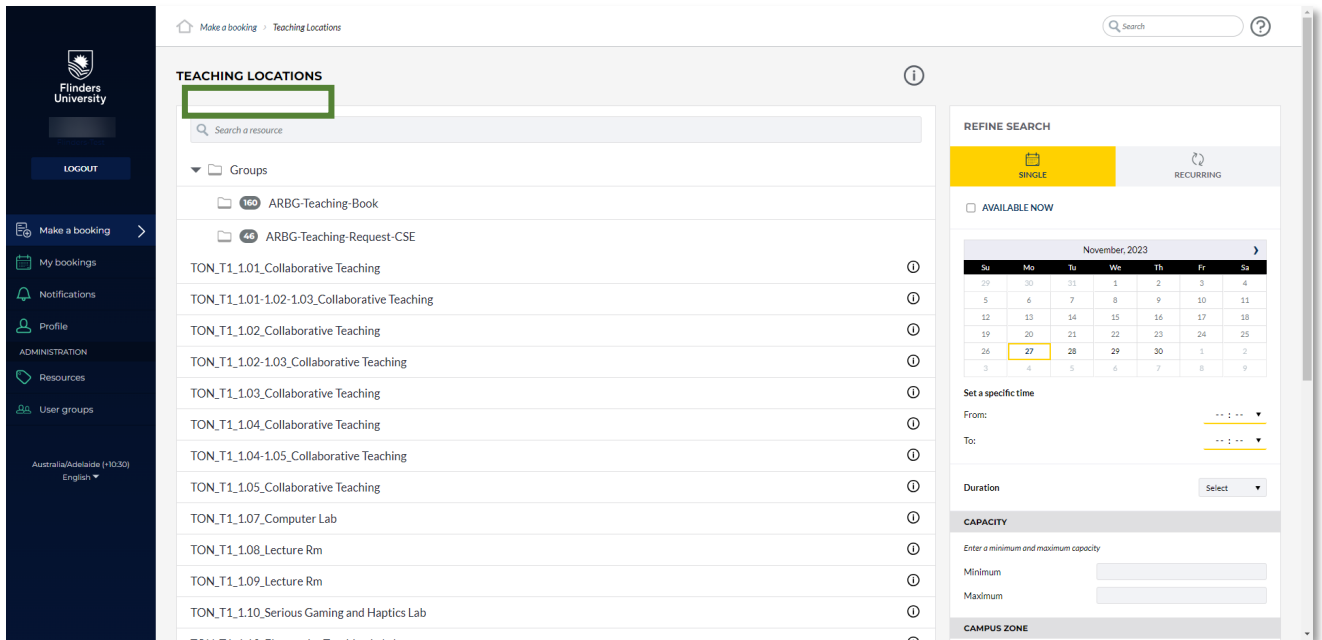 Flinders
University
LOGOUT
Make a booking
My bookings
Notifications
Profile
ADMINISTRATION
Resources
User groups
Australia/Adelaide (+10:30)
English
Make a booking › Teaching Locations
Search
?
TEACHING LOCATIONS
i
Search a resource
Groups
160 ARBG-Teaching-Book
46 ARBG-Teaching-Request-CSE
TON_T1_1.01_Collaborative Teaching
TON_T1_1.01-1.02-1.03_Collaborative Teaching
TON_T1_1.02_Collaborative Teaching
TON_T1_1.02-1.03_Collaborative Teaching
TON_T1_1.03_Collaborative Teaching
TON_T1_1.04_Collaborative Teaching
TON_T1_1.04-1.05_Collaborative Teaching
TON_T1_1.05_Collaborative Teaching
TON_T1_1.07_Computer Lab
TON_T1_1.08_Lecture Rm
TON_T1_1.09_Lecture Rm
TON_T1_1.10_Serious Gaming and Haptics Lab
REFINE SEARCH
SINGLE RECURRING
AVAILABLE NOW
November, 2023
Su Mo Tu We Th Fr Sa
29 30 31 1 2 3 4
5 6 7 8 9 10 11
12 13 14 15 16 17 18
19 20 21 22 23 24 25
26 27 28 29 30 1 2
3 4 5 6 7 8 9
Set a specific time
From: -- : --
To: -- : --
Duration Select
CAPACITY
Enter a minimum and maximum capacity
Minimum
Maximum
CAMPUS ZONE